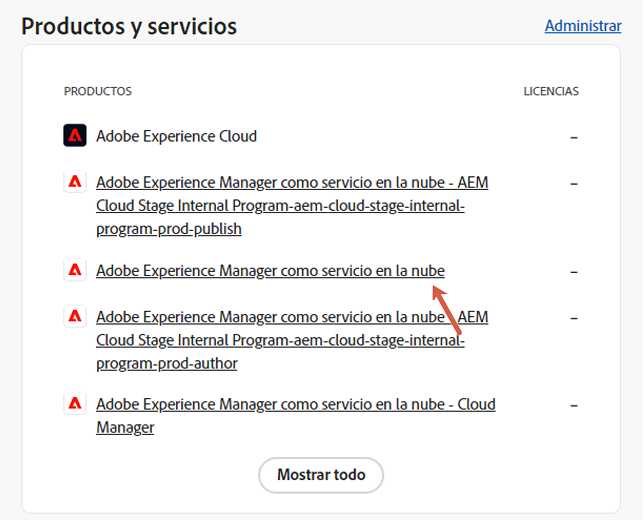 Productos y servicios
Administrar
PRODUCTOS
LICENCIAS
Adobe Experience Cloud
–
Adobe Experience Manager como servicio en la nube - AEM
Cloud Stage Internal Program-aem-cloud-stage-internal-
program-prod-publish
–
Adobe Experience Manager como servicio en la nube
–
Adobe Experience Manager como servicio en la nube - AEM
Cloud Stage Internal Program-aem-cloud-stage-internal-
program-prod-author
–
Adobe Experience Manager como servicio en la nube - Cloud
Manager
–
Mostrar todo